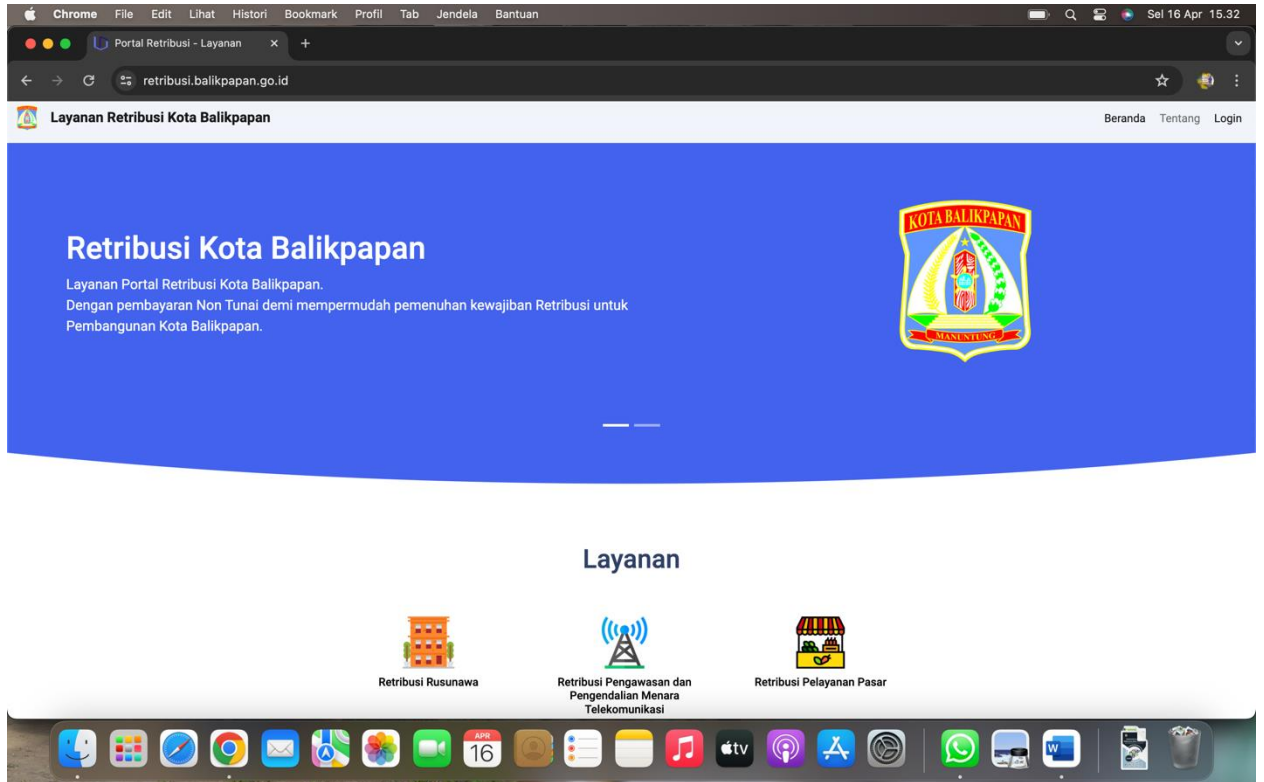 Chrome File Edit Lihat Histori Bookmark Profil Tab Jendela Bantuan Sel 16 Apr 15.32
Portal Retribusi - Layanan
retribusi.balikpapan.go.id
Layanan Retribusi Kota Balikpapan Beranda Tentang Login
KOTA BALIKPAPAN
MANUNTUNG
Retribusi Kota Balikpapan
Layanan Portal Retribusi Kota Balikpapan.
Dengan pembayaran Non Tunai demi mempermudah pemenuhan kewajiban Retribusi untuk
Pembangunan Kota Balikpapan.
Layanan
Retribusi Rusunawa
Retribusi Pengawasan dan
Pengendalian Menara
Telekomunikasi
Retribusi Pelayanan Pasar
APR
16
tv
W